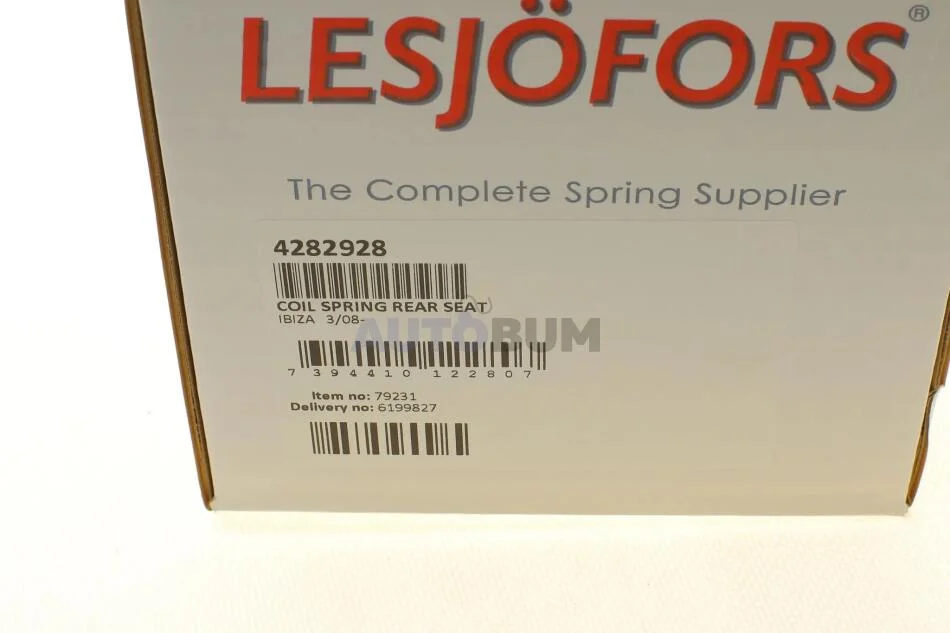 LESJÖFORS®
The Complete Spring Supplier
4282928
COIL SPRING REAR SEAT
IBIZA 3/08-
AUTOBUM
7 394410 122807
Item no: 79231
Delivery no: 6199827